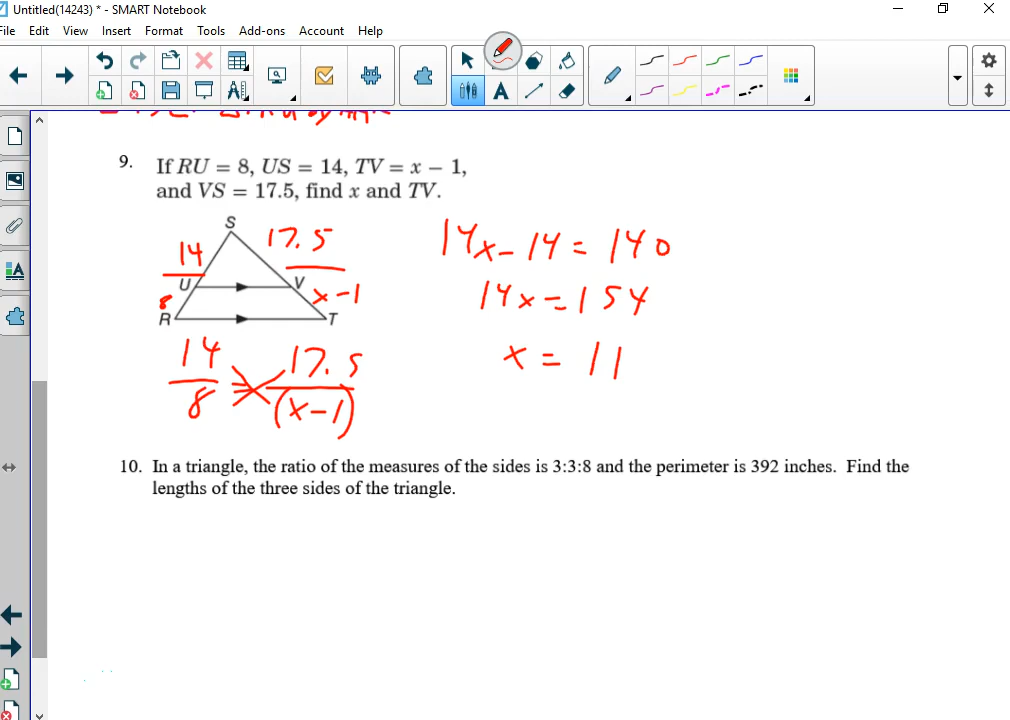 Untitled(14243) * - SMART Notebook
File Edit View Insert Format Tools Add-ons Account Help
9. If RU = 8, US = 14, TV = x − 1,
and VS = 17.5, find x and TV.
S
14
17.5
U
V
8
x-1
R
T
14
17.5
8
(x-1)
14x-14=140
14x=154
x=11
10. In a triangle, the ratio of the measures of the sides is 3:3:8 and the perimeter is 392 inches. Find the
lengths of the three sides of the triangle.